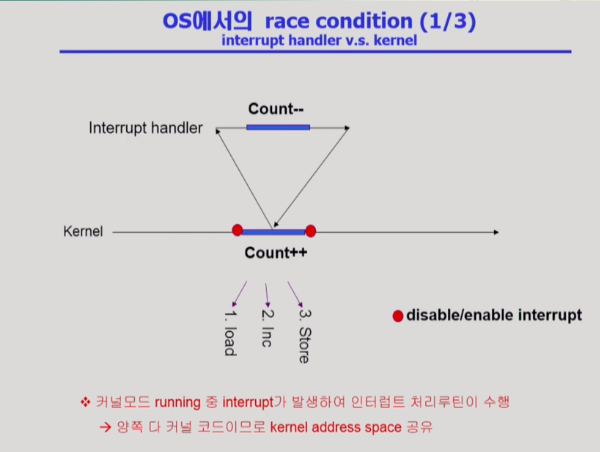 OS에서의 race condition (1/3)
interrupt handler v.s. kernel
Count--
Interrupt handler
Kernel
Count++
1. load
2. Inc
3. Store
disable/enable interrupt
❖ 커널모드 running 중 interrupt가 발생하여 인터럽트 처리루틴이 수행
→ 양쪽 다 커널 코드이므로 kernel address space 공유